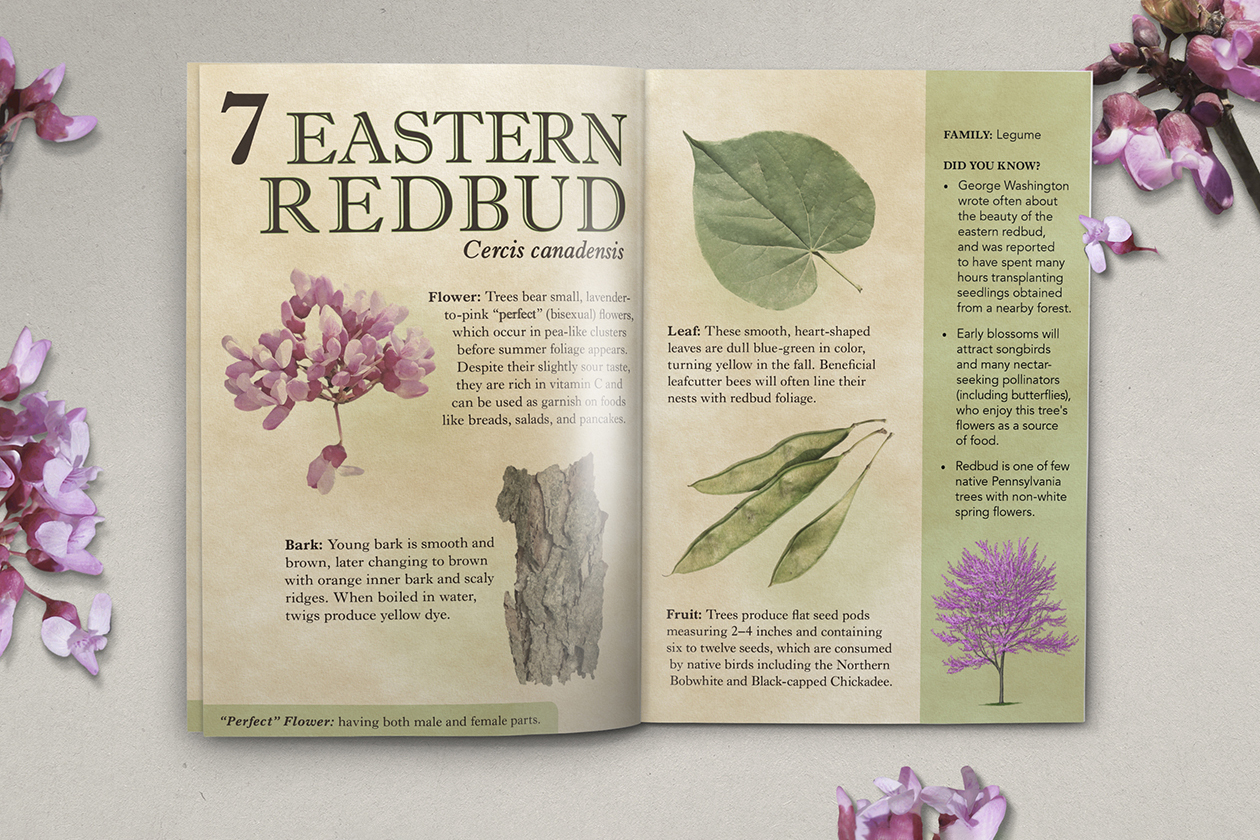 7 EASTERN
REDBUD
Cercis canadensis
Flower: Trees bear small, lavender-
to-pink “perfect” (bisexual) flowers,
which occur in pea-like clusters
before summer foliage appears.
Despite their slightly sour taste,
they are rich in vitamin C and
can be used as garnish on foods
like breads, salads, and pancakes.
Bark: Young bark is smooth and
brown, later changing to brown
with orange inner bark and scaly
ridges. When boiled in water,
twigs produce yellow dye.
“Perfect” Flower: having both male and female parts.
Leaf: These smooth, heart-shaped
leaves are dull blue-green in color,
turning yellow in the fall. Beneficial
leafcutter bees will often line their
nests with redbud foliage.
Fruit: Trees produce flat seed pods
measuring 2–4 inches and containing
six to twelve seeds, which are consumed
by native birds including the Northern
Bobwhite and Black-capped Chickadee.
FAMILY: Legume
DID YOU KNOW?
• George Washington
wrote often about
the beauty of the
eastern redbud,
and was reported
to have spent many
hours transplanting
seedlings obtained
from a nearby forest.
• Early blossoms will
attract songbirds
and many nectar-
seeking pollinators
(including butterflies),
who enjoy this tree's
flowers as a source
of food.
• Redbud is one of few
native Pennsylvania
trees with non-white
spring flowers.